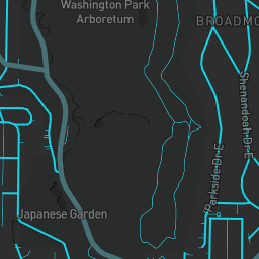 Washington Park
Arboretum
BROADMO
Shenandoah Dr E
Parkside Dr E
Japanese Garden